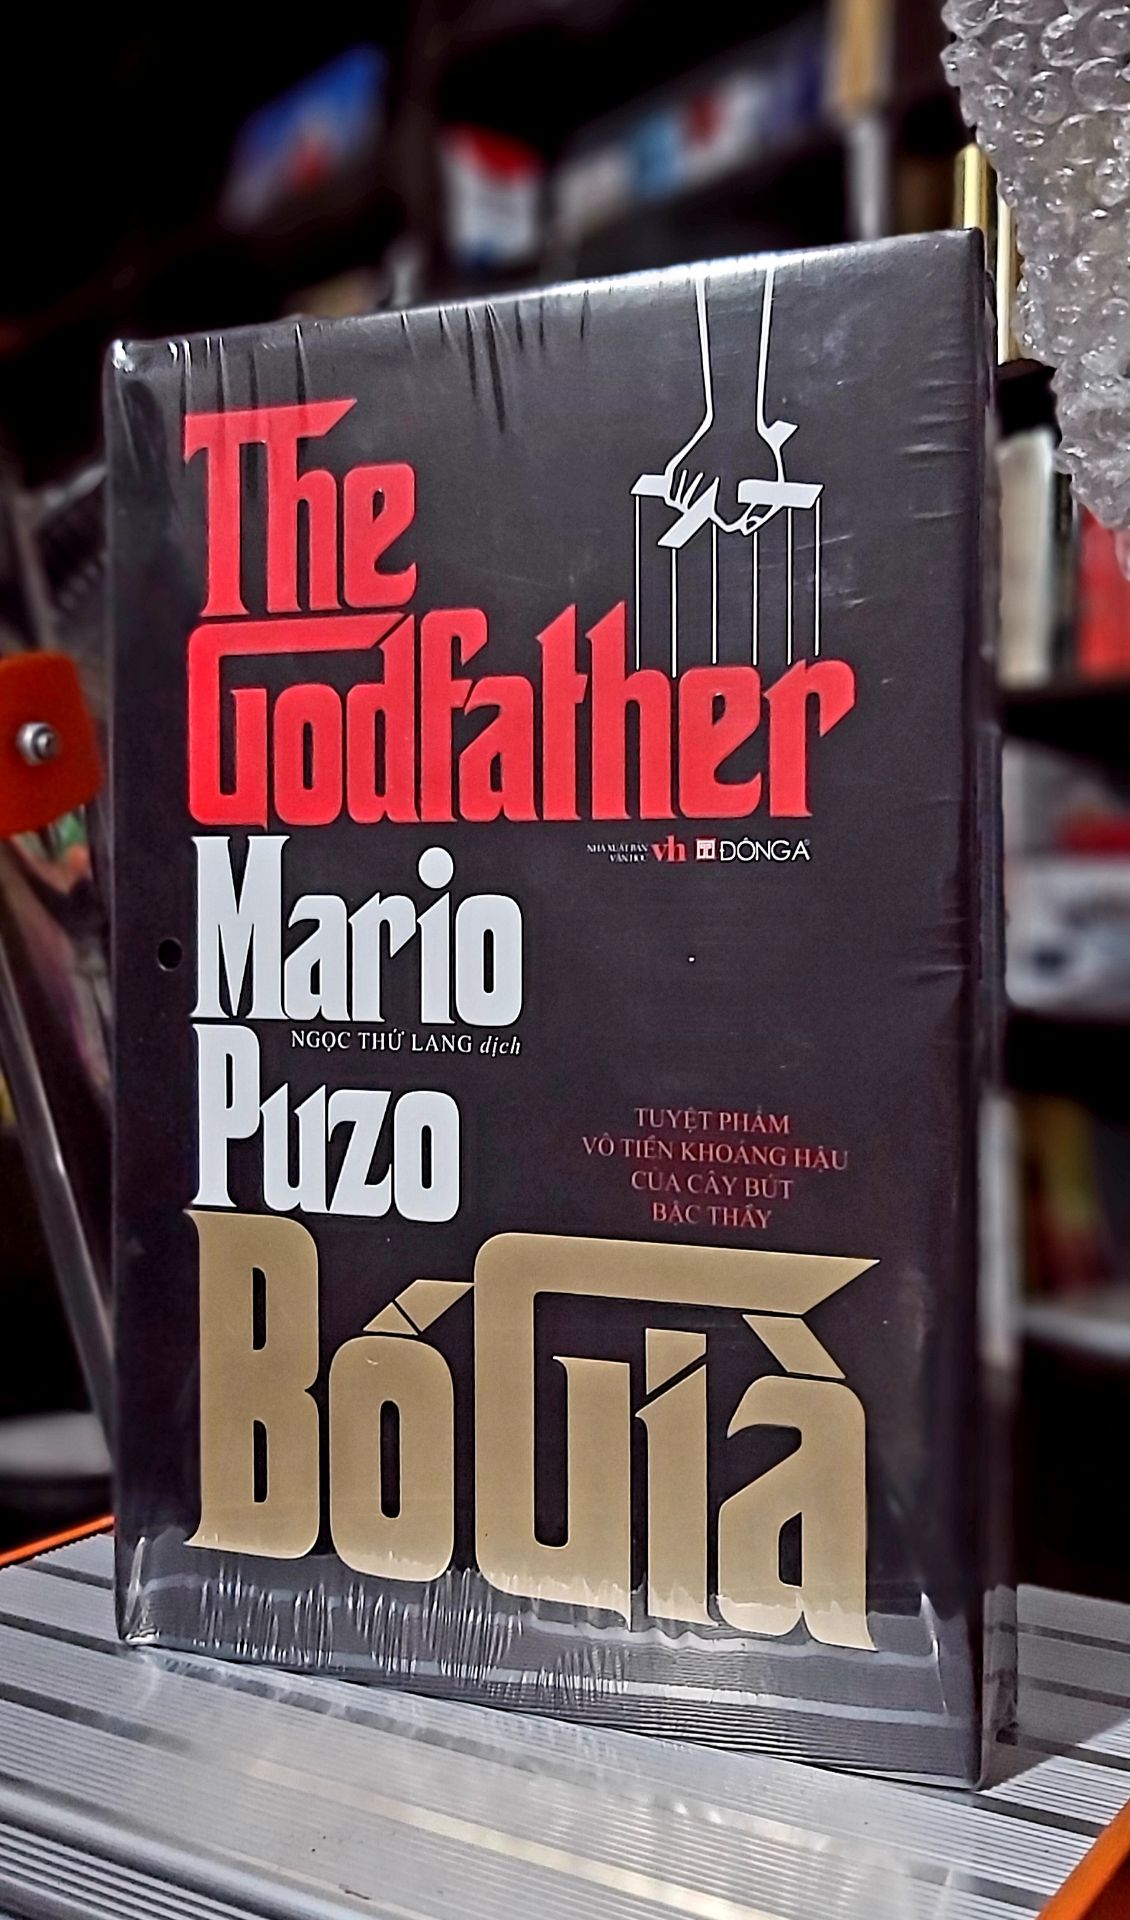 The
Godfather
NHÀ XUẤT BẢN
VĂN HỌC
vh ĐÔNG A
Mario
NGỌC THỨ LANG dịch
Puzo
TUYỆT PHẨM
VÔ TIỀN KHOÁNG HẬU
CỦA CÂY BÚT
BẬC THẦY
Bố Già